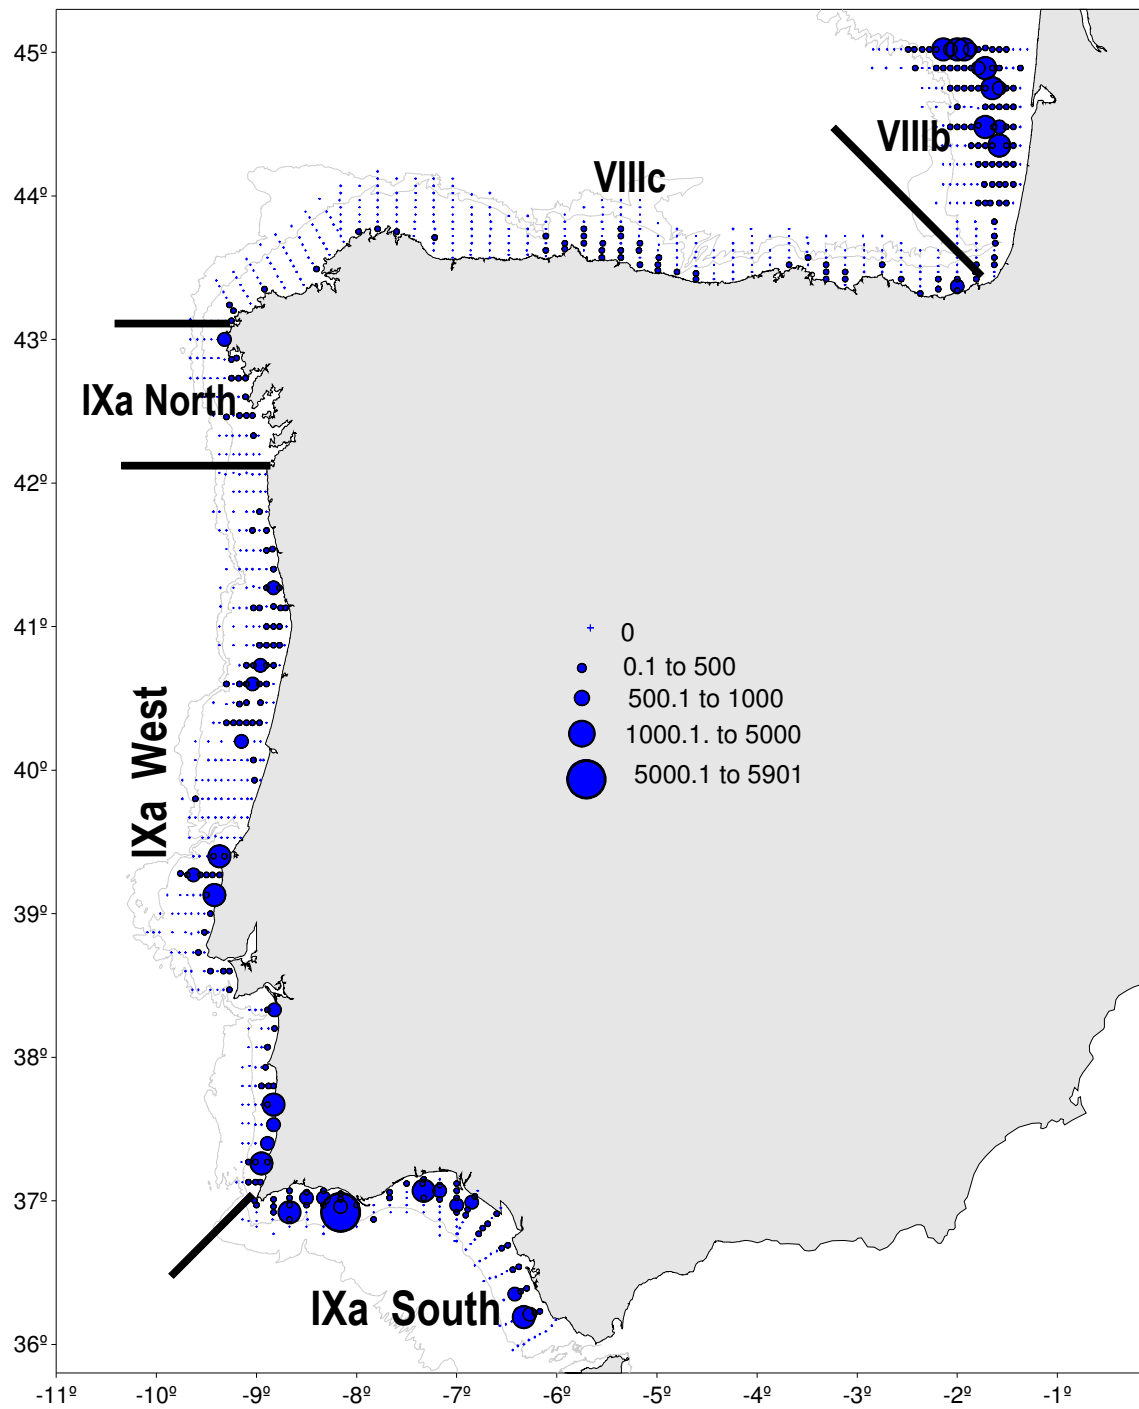 45º
VIIIb
VIIIc
44º
43º
IXa North
42º
41º
0
0.1 to 500
500.1 to 1000
1000.1. to 5000
5000.1 to 5901
IXa West
40º
39º
38º
37º
IXa South
36º
-11º -10º -9º -8º -7º -6º -5º -4º -3º -2º -1º